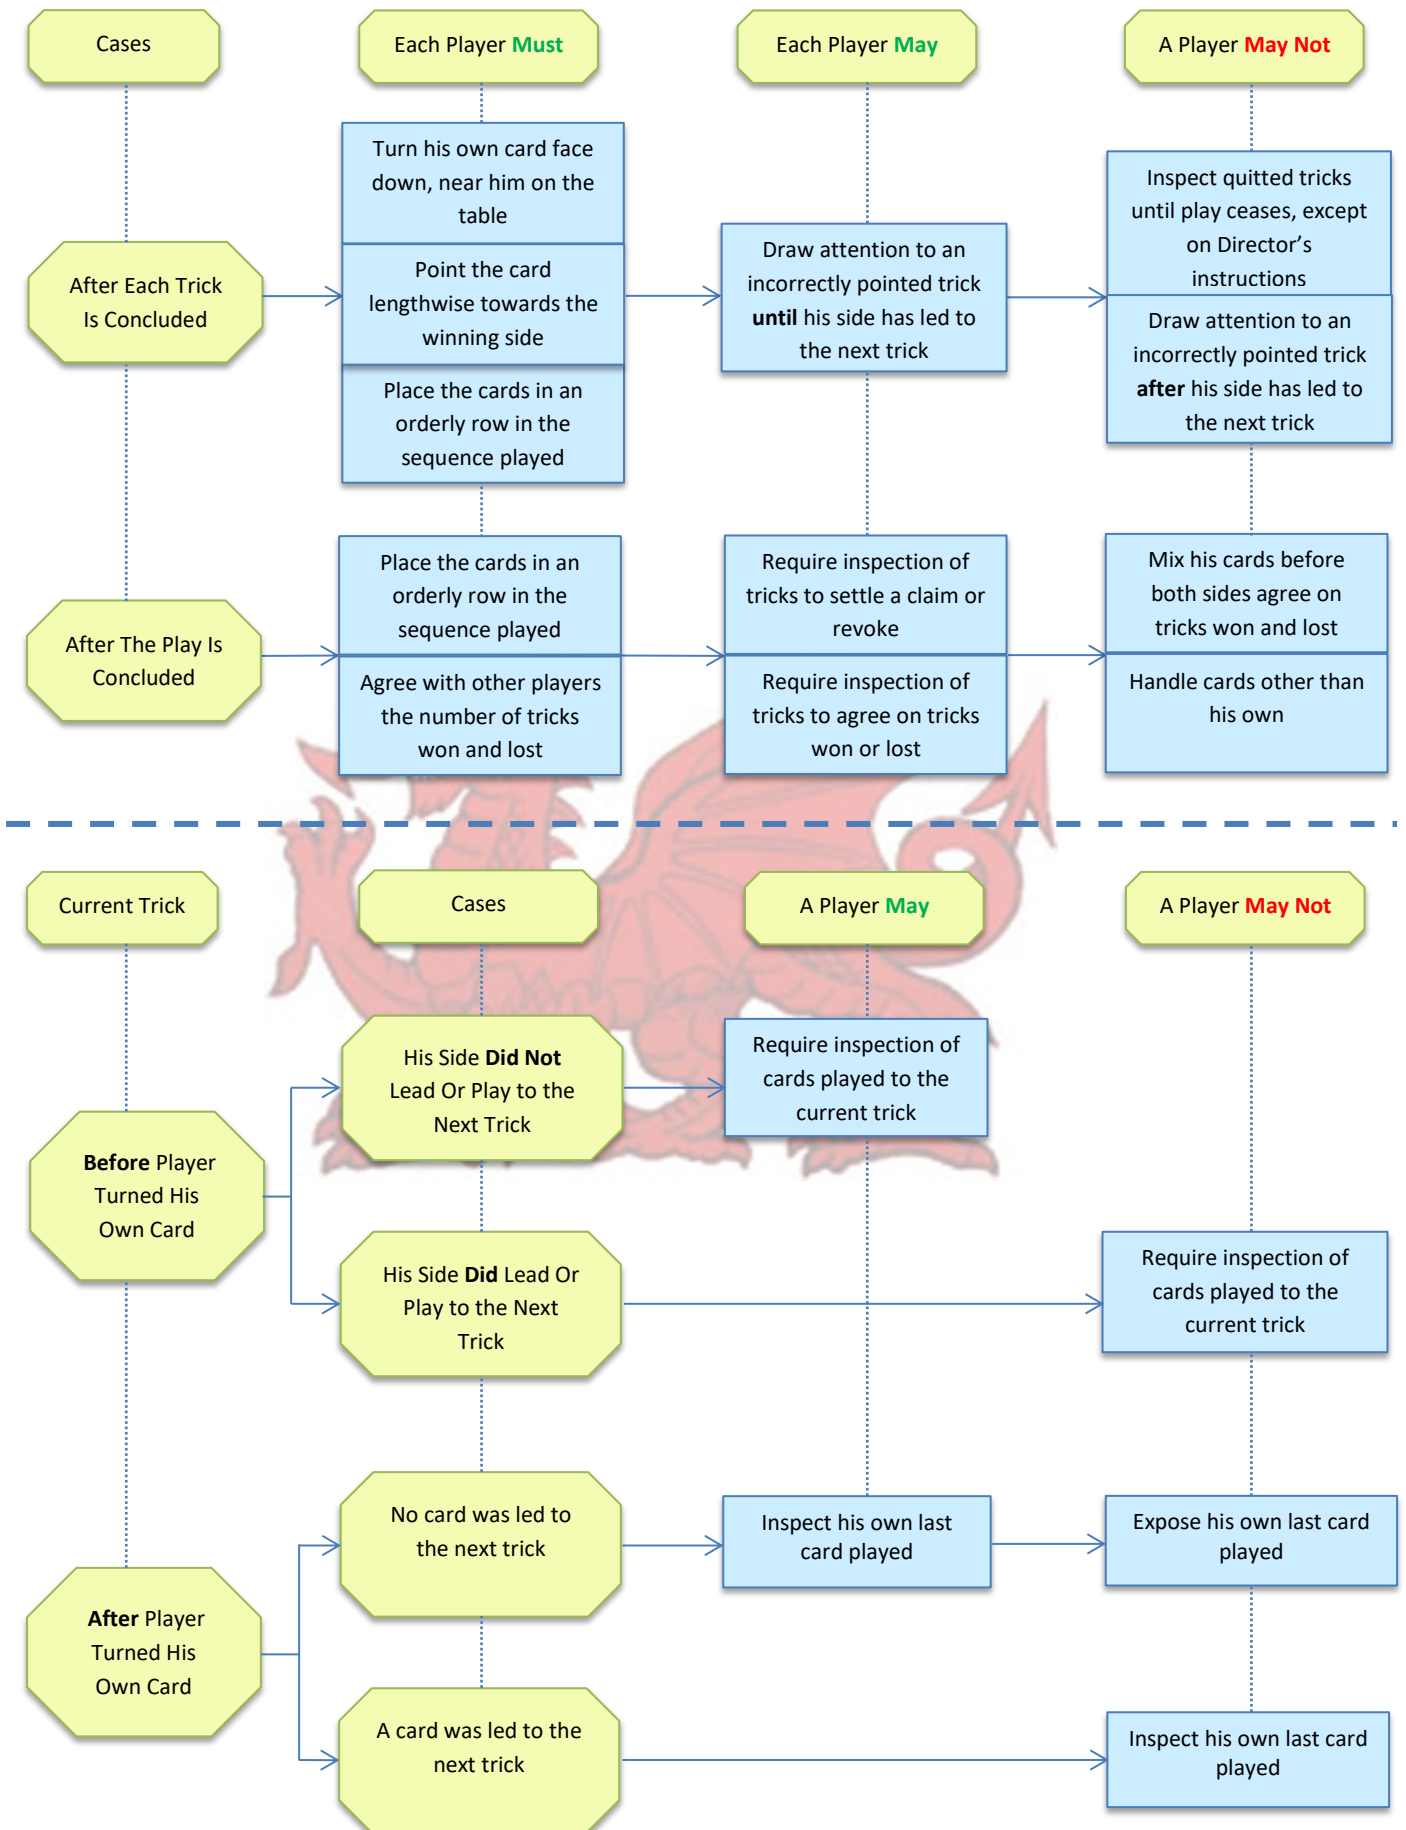 Cases
Each Player Must
Each Player May
A Player May Not
After Each Trick
Is Concluded
Turn his own card face
down, near him on the
table
Point the card
lengthwise towards the
winning side
Place the cards in an
orderly row in the
sequence played
Draw attention to an
incorrectly pointed trick
until his side has led to
the next trick
Inspect quitted tricks
until play ceases, except
on Director’s
instructions
Draw attention to an
incorrectly pointed trick
after his side has led to
the next trick
After The Play Is
Concluded
Place the cards in an
orderly row in the
sequence played
Agree with other players
the number of tricks
won and lost
Require inspection of
tricks to settle a claim or
revoke
Require inspection of
tricks to agree on tricks
won or lost
Mix his cards before
both sides agree on
tricks won and lost
Handle cards other than
his own
Current Trick
Cases
A Player May
A Player May Not
Before Player
Turned His
Own Card
His Side Did Not
Lead Or Play to the
Next Trick
Require inspection of
cards played to the
current trick
His Side Did Lead Or
Play to the Next
Trick
Require inspection of
cards played to the
current trick
After Player
Turned His
Own Card
No card was led to
the next trick
Inspect his own last
card played
Expose his own last card
played
A card was led to the
next trick
Inspect his own last card
played